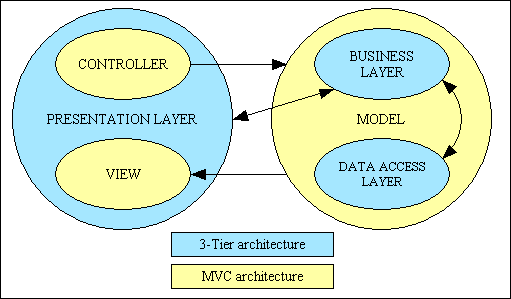 CONTROLLER
PRESENTATION LAYER
VIEW
BUSINESS
LAYER
MODEL
DATA ACCESS
LAYER
3-Tier architecture
MVC architecture